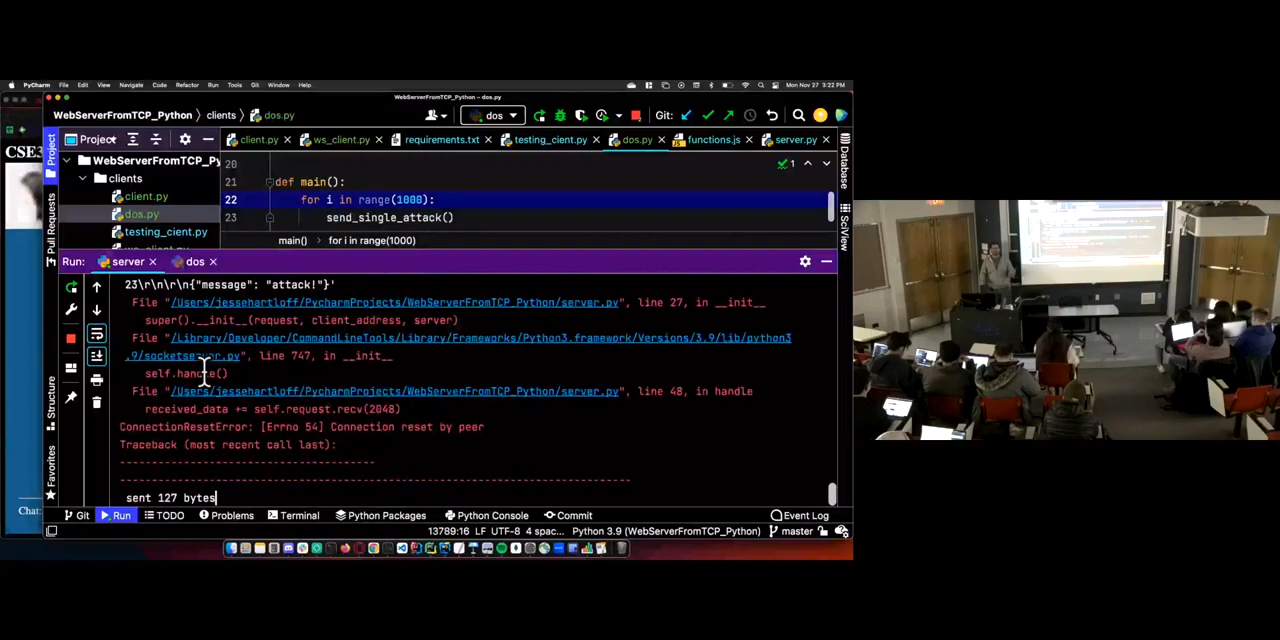 PyCharm File Edit View Navigate Code Refactor Run Tools Git Window Help Mon Nov 27 3:22 PM
WebServerFromTCP_Python – dos.py
WebServerFromTCP_Python clients dos.py dos Git:
Project client.py ws_client.py requirements.txt testing_cient.py dos.py functions.js server.py
CSE3
WebServerFromTCP_Py
clients
client.py
dos.py
testing_cient.py
20
21 def main():
22 for i in range(1000):
23 send_single_attack()
1
main() for i in range(1000)
Project
Pull Requests
Structure
Favorites
Database
SciView
Run: server dos
23\r\n\r\n{"message": "attack!"}'
File "/Users/jessehartloff/PycharmProjects/WebServerFromTCP_Python/server.py", line 27, in __init__
super().__init__(request, client_address, server)
File "/Library/Developer/CommandLineTools/Library/Frameworks/Python3.framework/Versions/3.9/lib/python3
.9/socketserver.py", line 747, in __init__
self.handle()
File "/Users/jessehartloff/PycharmProjects/WebServerFromTCP_Python/server.py", line 48, in handle
received_data += self.request.recv(2048)
ConnectionResetError: [Errno 54] Connection reset by peer
Traceback (most recent call last):
----------------------------------------
--------------------------------------------------------------------------------
sent 127 bytes
Chat:
Git Run TODO Problems Terminal Python Packages Python Console Commit Event Log
13789:16 LF UTF-8 4 spac... Python 3.9 (WebServerFromTCP_Python) master